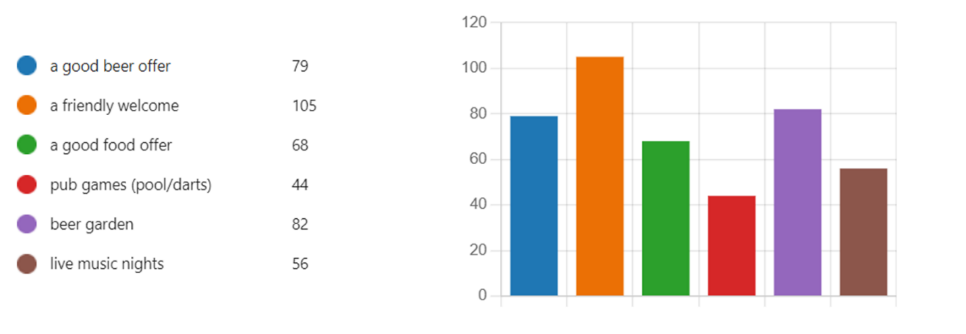 a good beer offer 79
a friendly welcome 105
a good food offer 68
pub games (pool/darts) 44
beer garden 82
live music nights 56
120
100
80
60
40
20
0